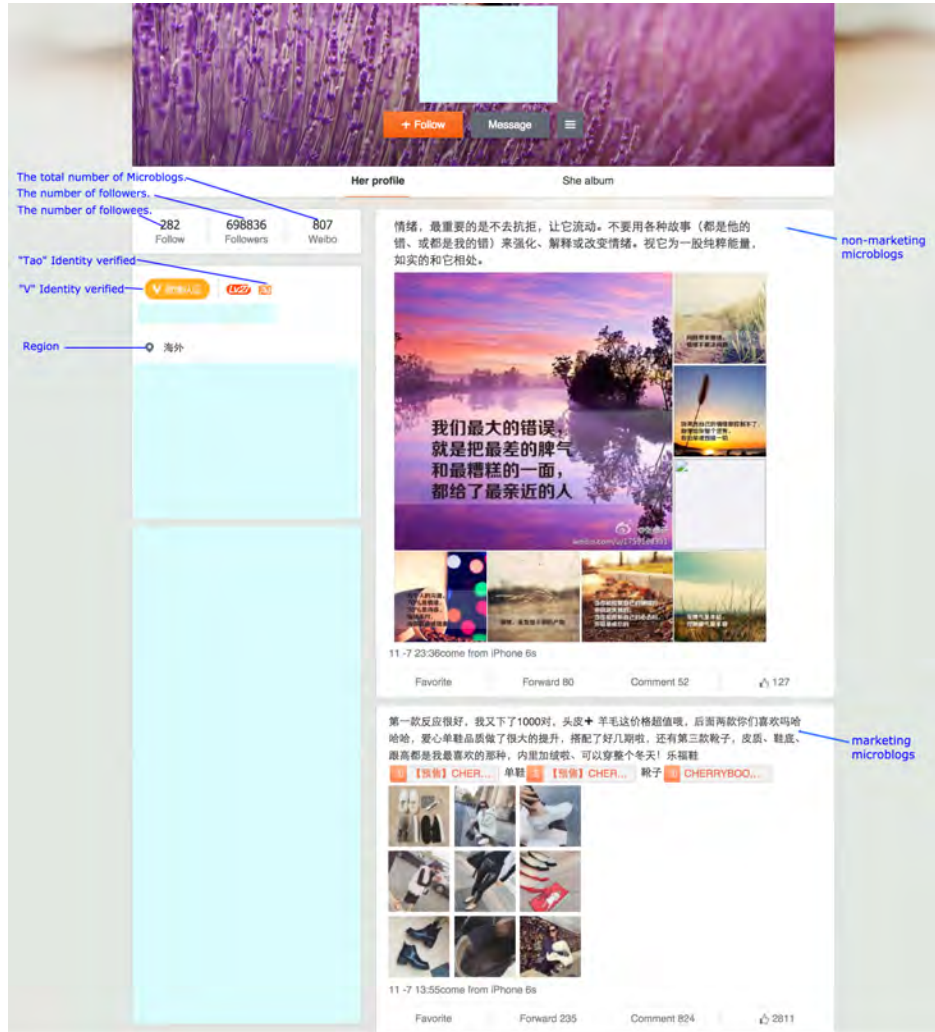 + Follow
Message
Her profile
She album
The total number of Microblogs.
The number of followers.
The number of followees.
282
698836
807
Follow
Followers
Weibo
"Tao" Identity verified
"V" Identity verified
Region
海外
情绪，最重要的是不去抗拒，让它流动。不要用各种故事（都是他的
错、或都是我的错）来强化、解释或改变情绪。视它为一股纯粹能量，
如实的和它相处。
non-marketing
microblogs
我们最大的错误，
就是把最差的脾气
和最糟糕的一面，
都给了最亲近的人
11 -7 23:36come from iPhone 6s
Favorite
Forward 80
Comment 52
127
第一款反应很好，我又下了1000对，头皮+ 羊毛这价格超值哦，后面两款你们喜欢吗哈
哈哈，爱心单鞋品质做了很大的提升，搭配了好几期啦，还有第三款靴子，皮质、鞋底、
跟高都是我最喜欢的那种，内里加绒啦、可以穿整个冬天！乐福鞋
【预售】CHER... 单鞋 【预售】CHER... 靴子 CHERRYBOO...
marketing
microblogs
11 -7 13:55come from iPhone 6s
Favorite
Forward 235
Comment 824
2811